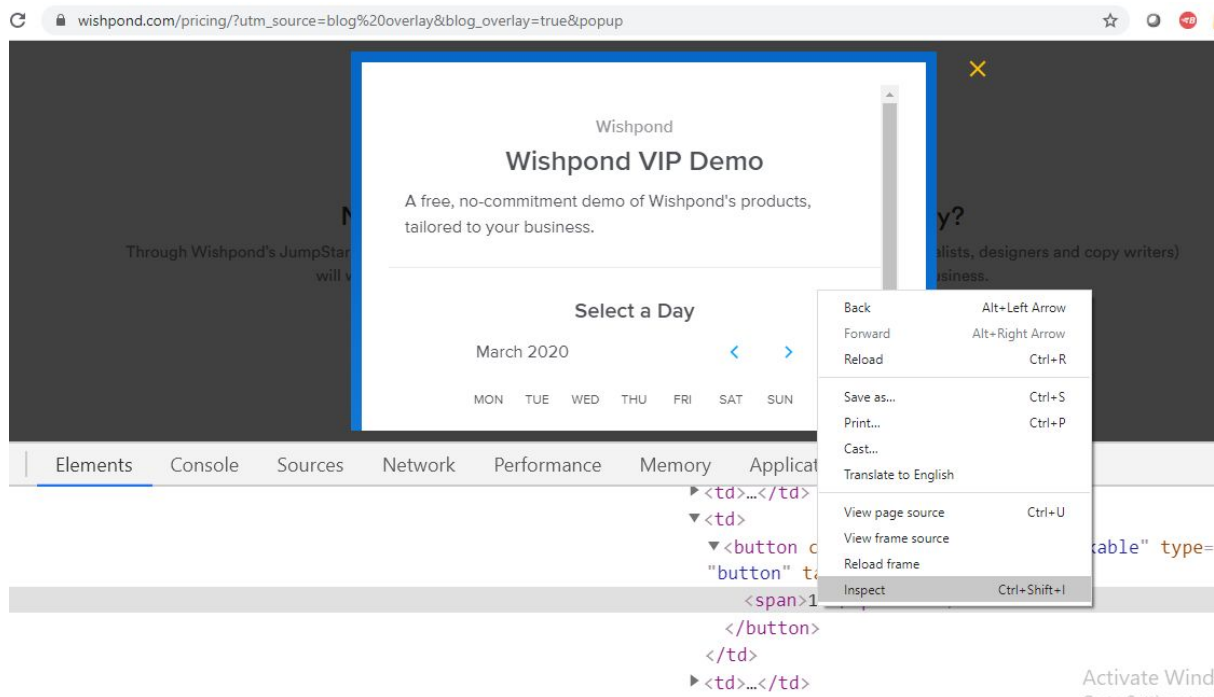 wishpond.com/pricing/?utm_source=blog%20overlay&blog_overlay=true&popup
Wishpond
Wishpond VIP Demo
A free, no-commitment demo of Wishpond's products,
tailored to your business.
y?
Through Wishpond's JumpStar
alists, designers and copy writers)
will
usiness.
Select a Day
March 2020
MON TUE WED THU FRI SAT SUN
Back Alt+Left Arrow
Forward Alt+Right Arrow
Reload Ctrl+R
Save as... Ctrl+S
Print... Ctrl+P
Cast...
Translate to English
View page source Ctrl+U
View frame source
Reload frame
Inspect Ctrl+Shift+I
Elements Console Sources Network Performance Memory Applicat
<td>…</td>
<td>
<button c kable" type=
"button" ta
<span>1
</button>
</td>
<td>…</td>
Activate Wind